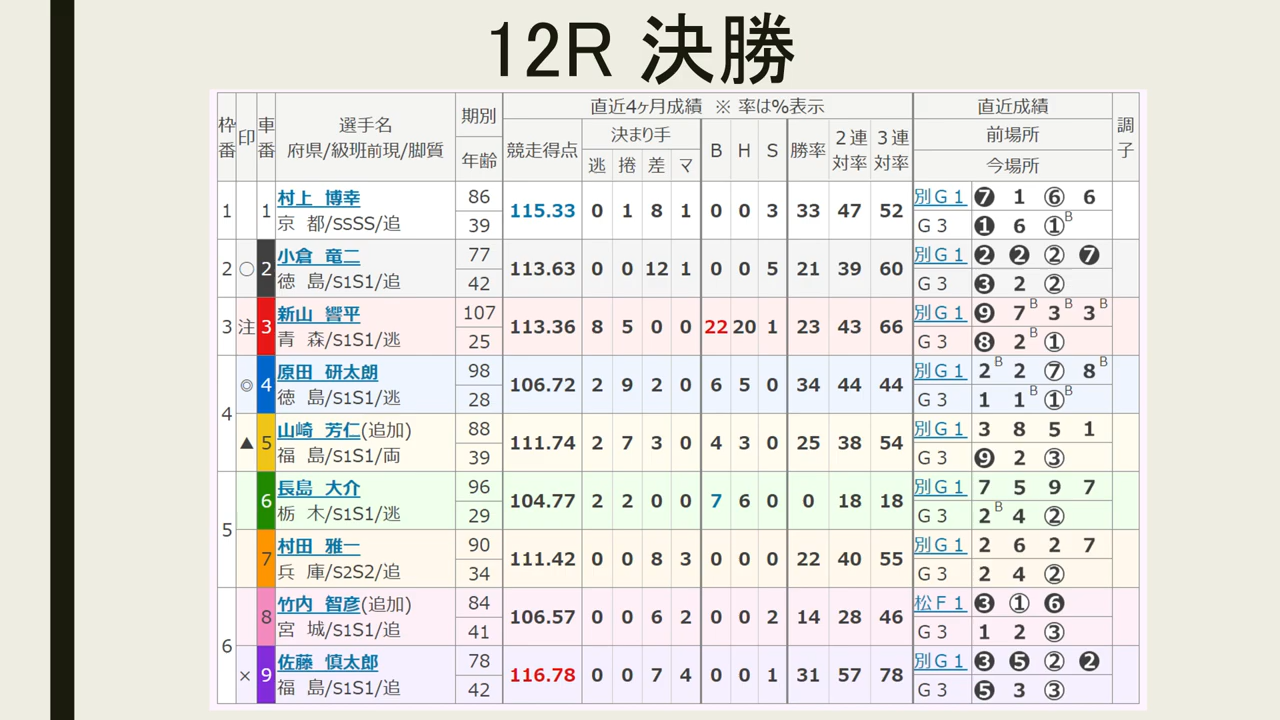 12R 決勝
枠番 印 車番 選手名 府県/級班前現/脚質 期別 年齢 直近4ヶ月成績 ※ 率は%表示 直近成績 調子
競走得点 決まり手 B H S 勝率 2連対率 3連対率 前場所
逃 捲 差 マ 今場所
1 1 村上 博幸 86 115.33 0 1 8 1 0 0 3 33 47 52 別G1 ❼ 1 ⑥ 6
京 都/SSSS/追 39 G3 ❶ 6 ①B
2 ○ 2 小倉 竜二 77 113.63 0 0 12 1 0 0 5 21 39 60 別G1 ❷ ❷ ② ❼
徳 島/S1S1/追 42 G3 ❸ 2 ②
3 注 3 新山 響平 107 113.36 8 5 0 0 22 20 1 23 43 66 別G1 ❾ 7B 3B 3B
青 森/S1S1/逃 25 G3 ❽ 2B ①
4 ◎ 4 原田 研太朗 98 106.72 2 9 2 0 6 5 0 34 44 44 別G1 2B 2 ⑦ 8B
徳 島/S1S1/逃 28 G3 1 1B ①B
▲ 5 山崎 芳仁(追加) 88 111.74 2 7 3 0 4 3 0 25 38 54 別G1 3 8 5 1
福 島/S1S1/両 39 G3 ❾ 2 ③
5 6 長島 大介 96 104.77 2 2 0 0 7 6 0 0 18 18 別G1 7 5 9 7
栃 木/S1S1/逃 29 G3 2B 4 ②
7 村田 雅一 90 111.42 0 0 8 3 0 0 0 22 40 55 別G1 2 6 2 7
兵 庫/S2S2/追 34 G3 2 4 ②
6 8 竹内 智彦(追加) 84 106.57 0 0 6 2 0 0 2 14 28 46 松F1 ❸ ① ❻
宮 城/S1S1/追 41 G3 1 2 ③
× 9 佐藤 慎太郎 78 116.78 0 0 7 4 0 0 1 31 57 78 別G1 ❸ ❺ ② ❷
福 島/S1S1/追 42 G3 ❺ 3 ③